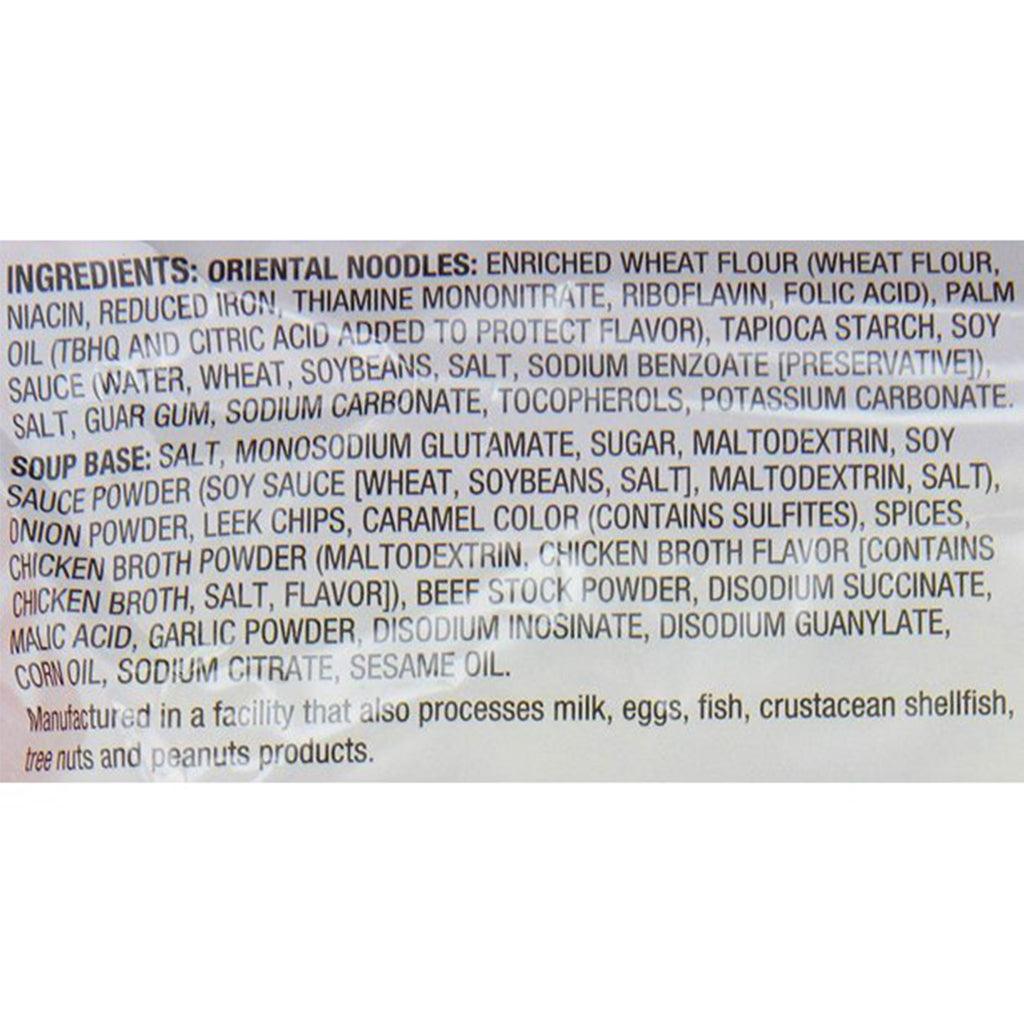 INGREDIENTS: ORIENTAL NOODLES: ENRICHED WHEAT FLOUR (WHEAT FLOUR,
NIACIN, REDUCED IRON, THIAMINE MONONITRATE, RIBOFLAVIN, FOLIC ACID), PALM
OIL (TBHQ AND CITRIC ACID ADDED TO PROTECT FLAVOR), TAPIOCA STARCH, SOY
SAUCE (WATER, WHEAT, SOYBEANS, SALT, SODIUM BENZOATE [PRESERVATIVE]),
SALT, GUAR GUM, SODIUM CARBONATE, TOCOPHEROLS, POTASSIUM CARBONATE.
SOUP BASE: SALT, MONOSODIUM GLUTAMATE, SUGAR, MALTODEXTRIN, SOY
SAUCE POWDER (SOY SAUCE [WHEAT, SOYBEANS, SALT], MALTODEXTRIN, SALT),
ONION POWDER, LEEK CHIPS, CARAMEL COLOR (CONTAINS SULFITES), SPICES,
CHICKEN BROTH POWDER (MALTODEXTRIN, CHICKEN BROTH FLAVOR [CONTAINS
CHICKEN BROTH, SALT, FLAVOR]), BEEF STOCK POWDER, DISODIUM SUCCINATE,
MALIC ACID, GARLIC POWDER, DISODIUM INOSINATE, DISODIUM GUANYLATE,
CORN OIL, SODIUM CITRATE, SESAME OIL.
Manufactured in a facility that also processes milk, eggs, fish, crustacean shellfish,
tree nuts and peanuts products.